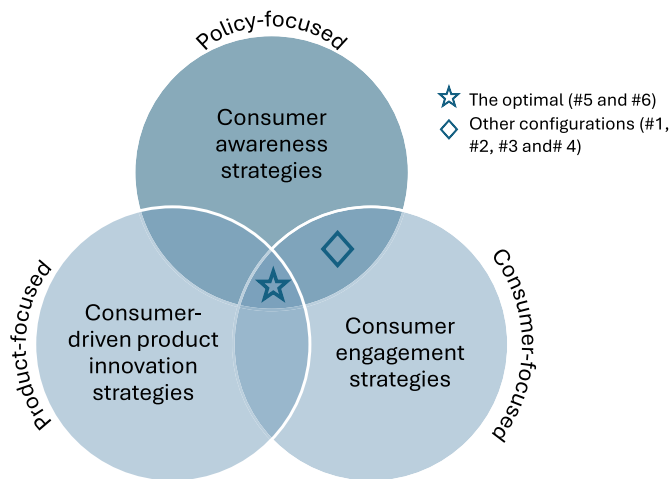 Policy-focused
The optimal (#5 and #6)
Other configurations (#1,
#2, #3 and# 4)
Consumer
awareness
strategies
Product-focused
Consumer-
driven product
innovation
strategies
Consumer
engagement
strategies
Consumer-focused